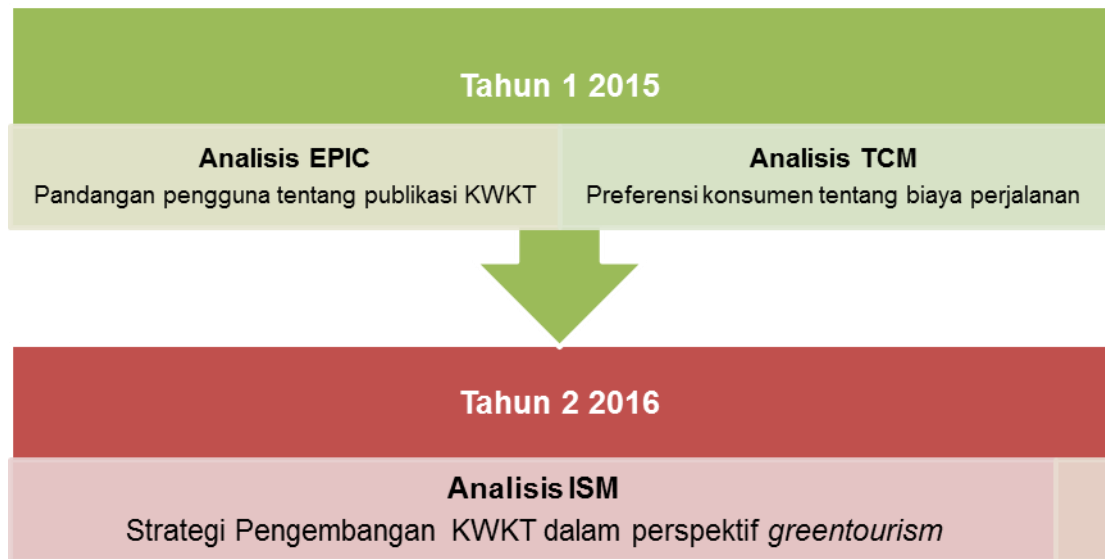 Tahun 1 2015
Analisis EPIC
Pandangan pengguna tentang publikasi KWKT
Analisis TCM
Preferensi konsumen tentang biaya perjalanan
Tahun 2 2016
Analisis ISM
Strategi Pengembangan KWKT dalam perspektif greentourism